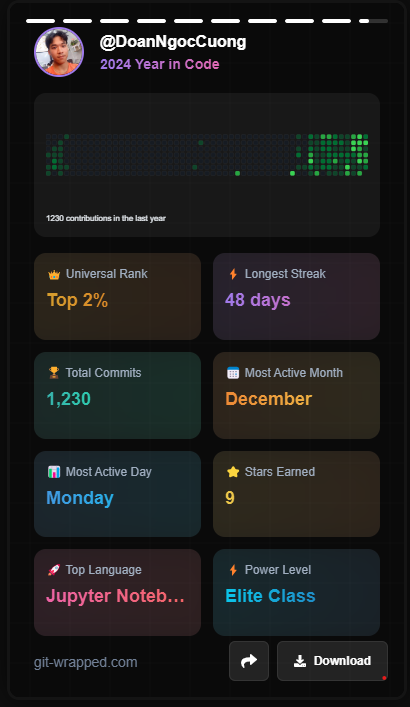 @DoanNgocCuong
2024 Year in Code
1230 contributions in the last year
Universal Rank
Top 2%
Longest Streak
48 days
Total Commits
1,230
Most Active Month
December
Most Active Day
Monday
Stars Earned
9
Top Language
Jupyter Noteb...
Power Level
Elite Class
git-wrapped.com
Download